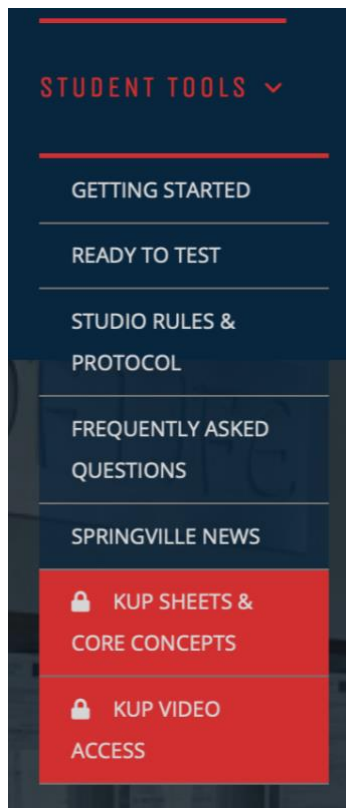 STUDENT TOOLS
GETTING STARTED
READY TO TEST
STUDIO RULES &
PROTOCOL
FREQUENTLY ASKED
QUESTIONS
SPRINGVILLE NEWS
KUP SHEETS &
CORE CONCEPTS
KUP VIDEO
ACCESS